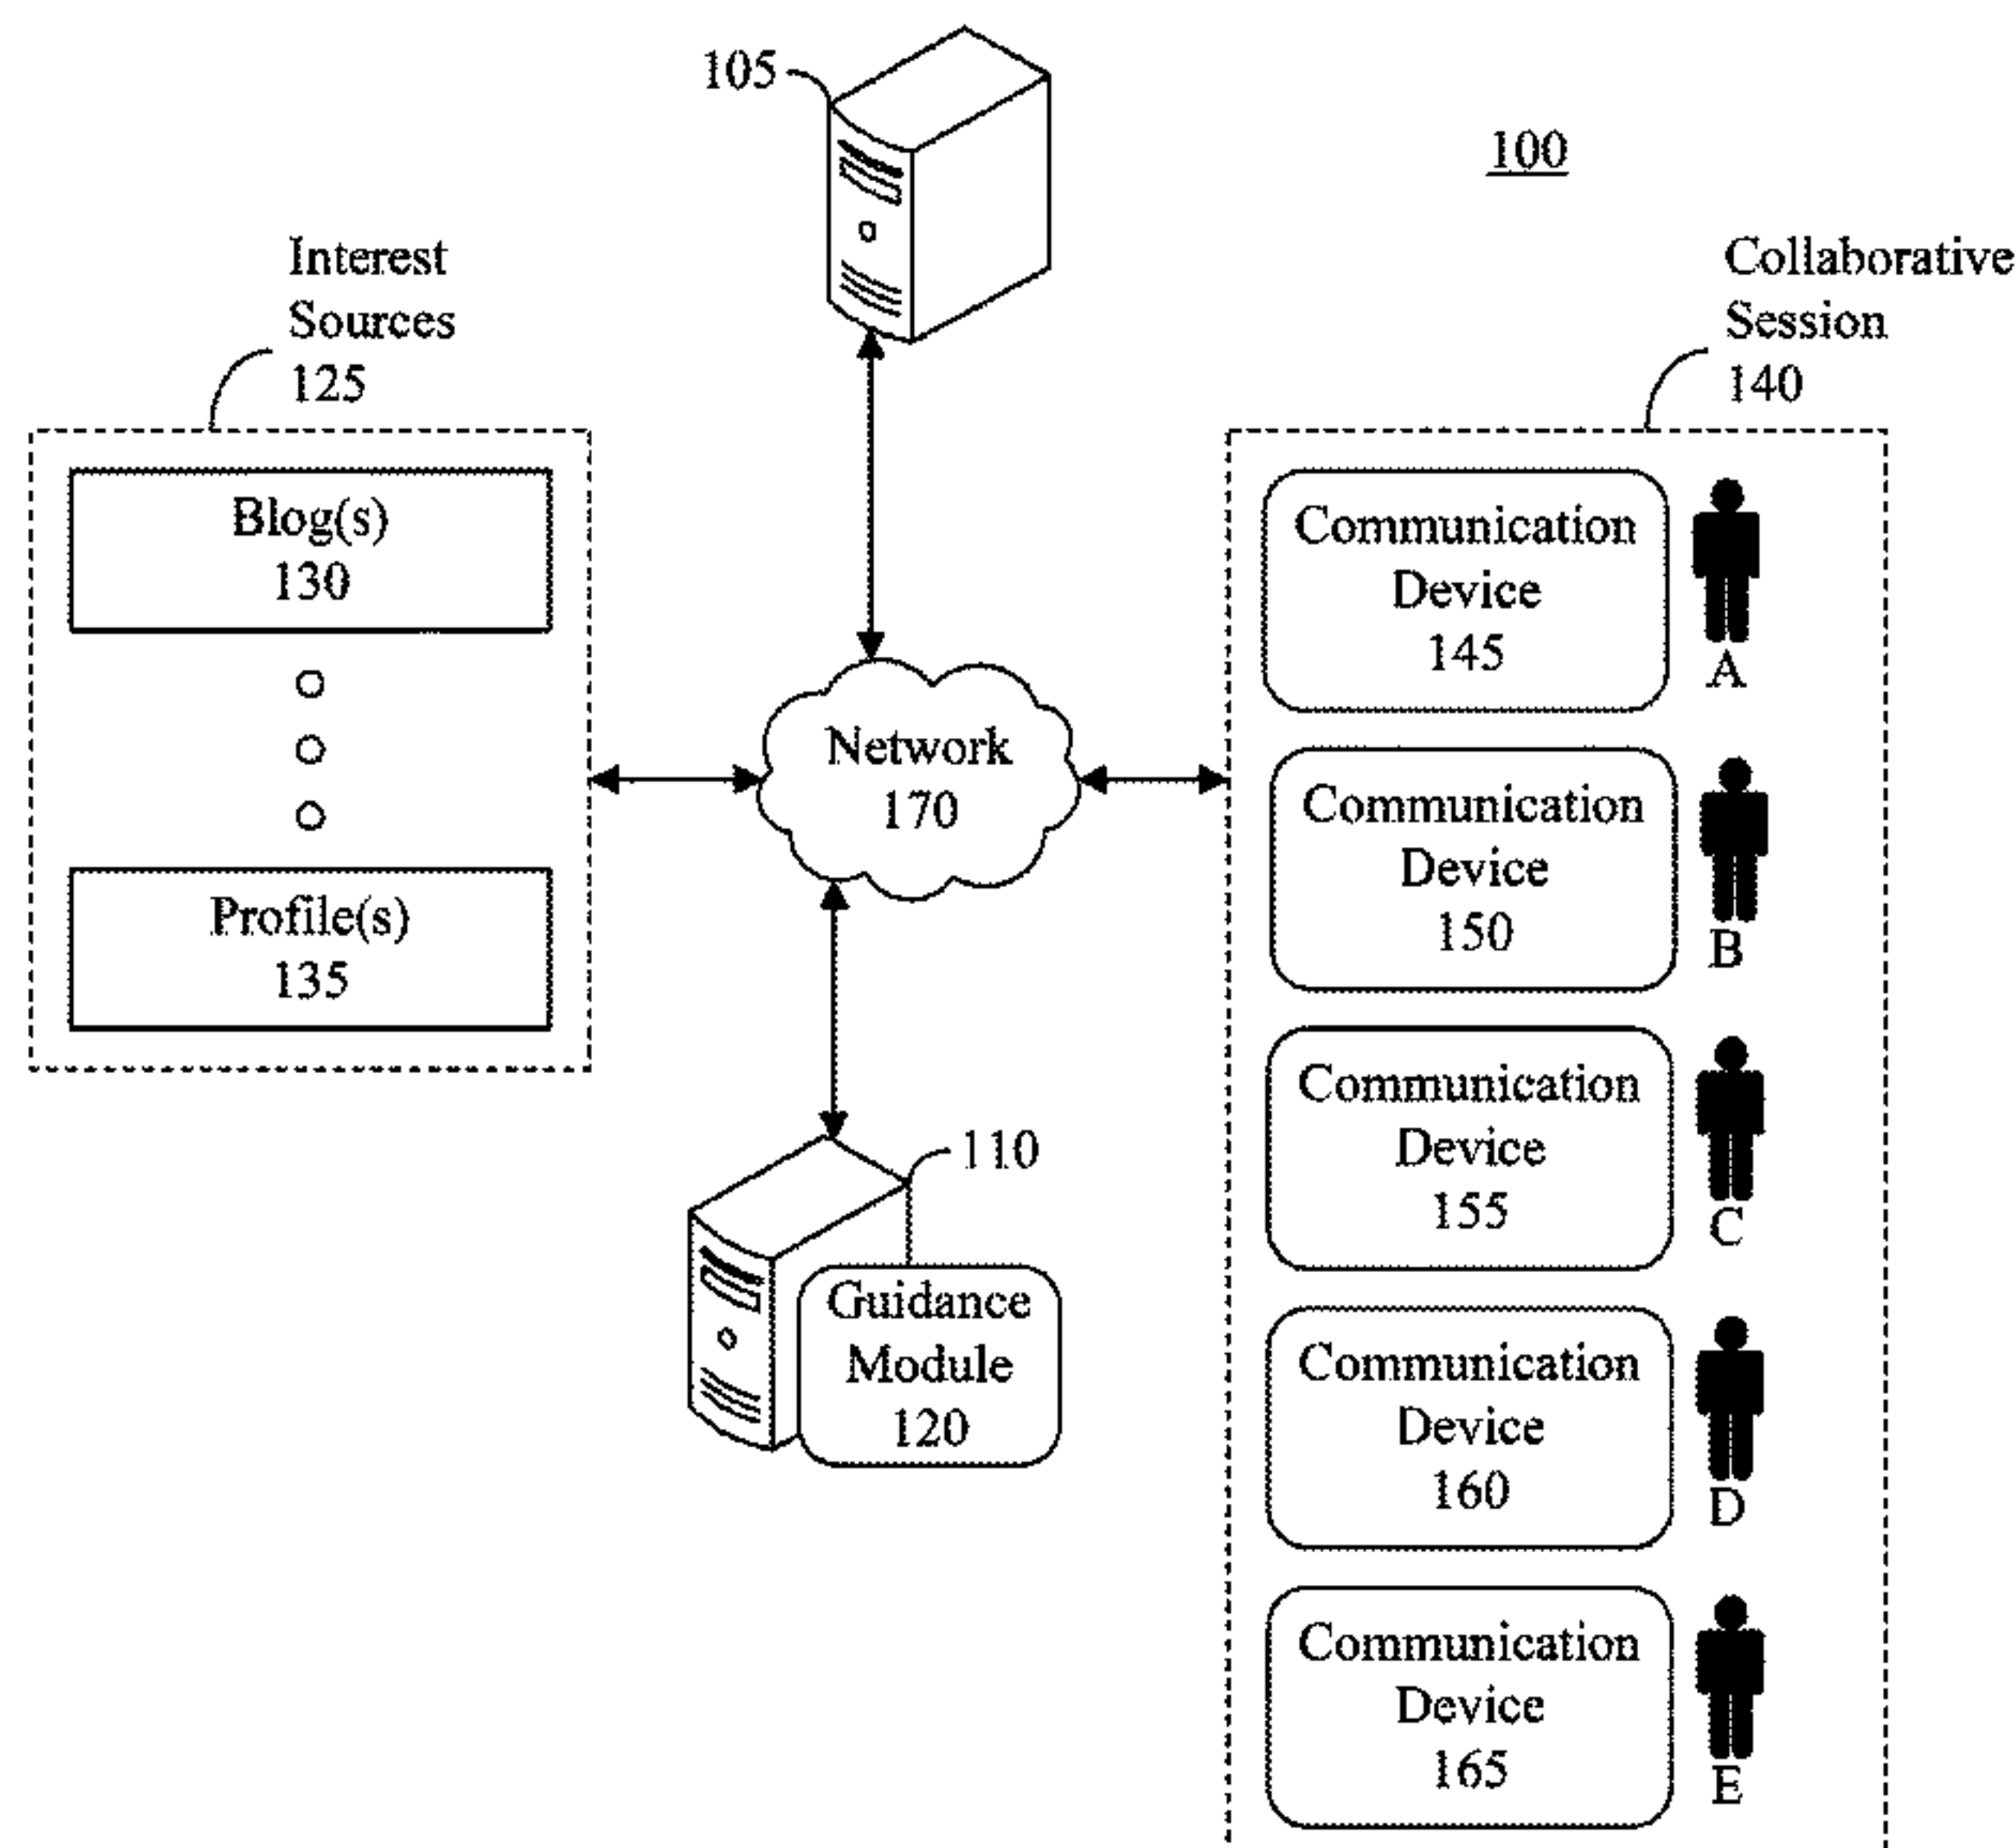 105
100
Interest
Sources
125
Collaborative
Session
140
Blog(s)
130
Profile(s)
135
Network
170
110
Guidance
Module
120
Communication
Device
145
A
Communication
Device
150
B
Communication
Device
155
C
Communication
Device
160
D
Communication
Device
165
E